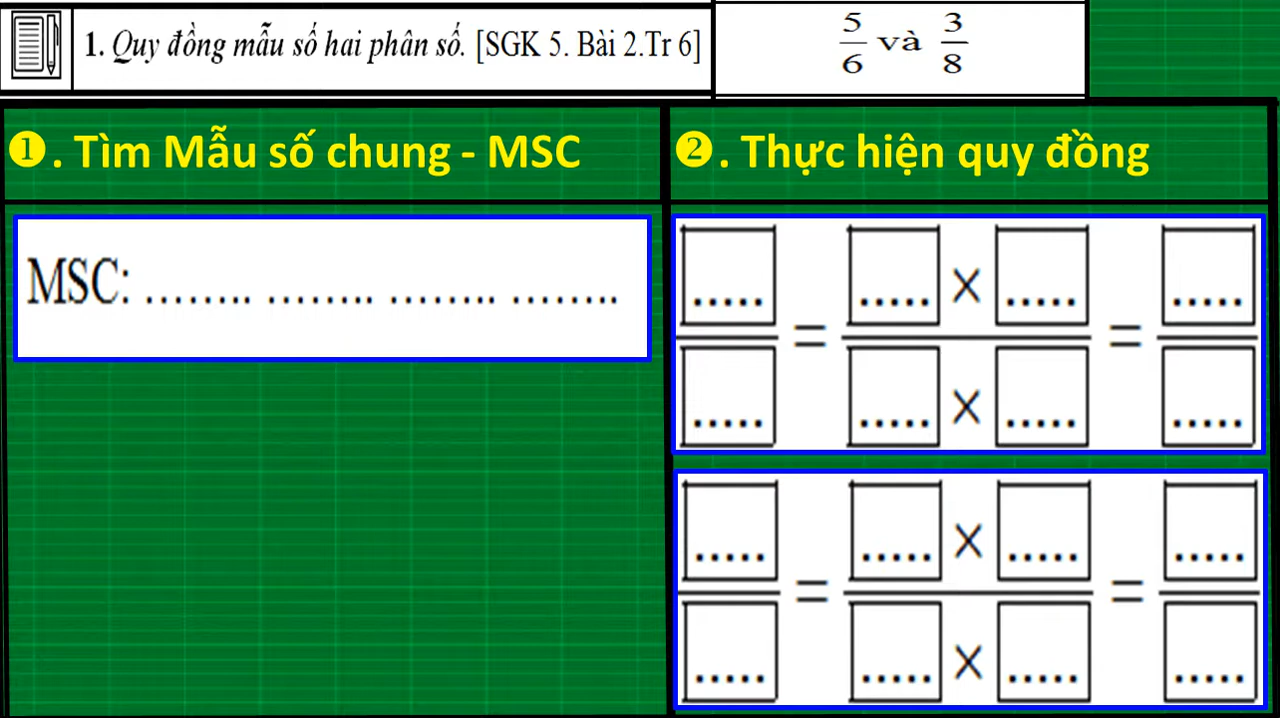 1. Quy đồng mẫu số hai phân số. [SGK 5. Bài 2.Tr 6]
5/6 và 3/8
❶. Tìm Mẫu số chung - MSC
MSC: …….. …….. …….. ……..
❷. Thực hiện quy đồng
..... = ..... × ..... = .....
..... = ..... × ..... = .....
..... = ..... × ..... = .....
..... = ..... × ..... = .....